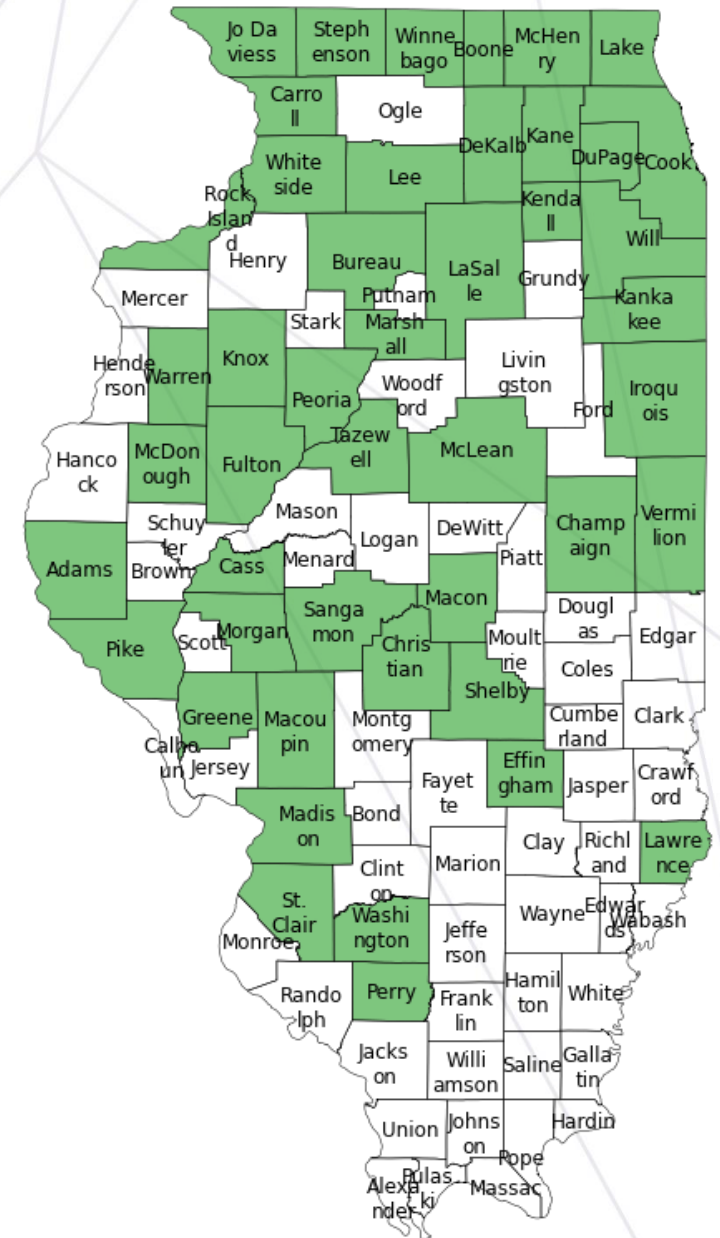 Jo Da
viess
Steph
enson
Winne
bago
Boone
McHen
ry
Lake
Carro
ll
Ogle
DeKalb
Kane
DuPage
Cook
White
side
Lee
Kenda
ll
Rock
Islan
d
Henry
Bureau
LaSal
le
Will
Grundy
Mercer
Putnam
Kanka
kee
Stark
Marsh
all
Hende
rson
Warren
Knox
Peoria
Woodf
ord
Livin
gston
Ford
Iroqu
ois
Hanco
ck
McDon
ough
Fulton
Tazew
ell
McLean
Mason
Schuy
ler
Logan
DeWitt
Champ
aign
Vermi
lion
Adams
Brown
Cass
Menard
Piatt
Pike
Scott
Morgan
Sanga
mon
Macon
Chris
tian
Moult
rie
Dougl
as
Edgar
Coles
Shelby
Greene
Macou
pin
Montg
omery
Cumbe
rland
Clark
Calho
un
Jersey
Fayet
te
Effin
gham
Jasper
Crawf
ord
Madis
on
Bond
Clay
Richl
and
Lawre
nce
Clint
on
Marion
St.
Clair
Washi
ngton
Wayne
Edwar
ds
Wabash
Monroe
Jeffe
rson
Rando
lph
Perry
Frank
lin
Hamil
ton
White
Jacks
on
Willi
amson
Saline
Galla
tin
Union
Johns
on
Hardin
Pope
Alexa
nder
Pulas
ki
Massac